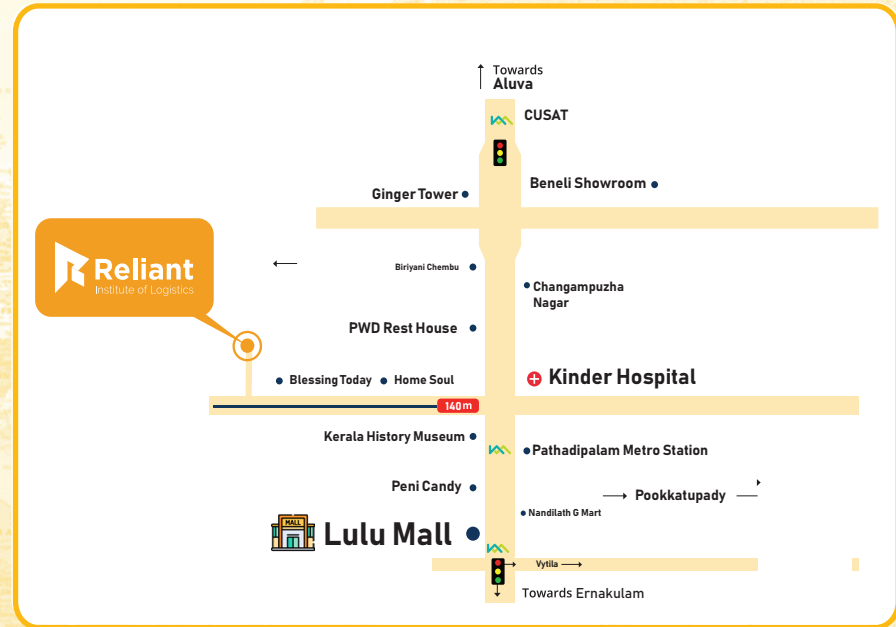 Towards
Aluva
CUSAT
Beneli Showroom
Ginger Tower
Reliant
Institute of Logistics
Biriyani Chembu
Changampuzha
Nagar
PWD Rest House
Blessing Today
Home Soul
Kinder Hospital
140m
Kerala History Museum
Pathadipalam Metro Station
Peni Candy
Pookkatupady
Nandilath G Mart
MALL
Lulu Mall
Vytila
Towards Ernakulam